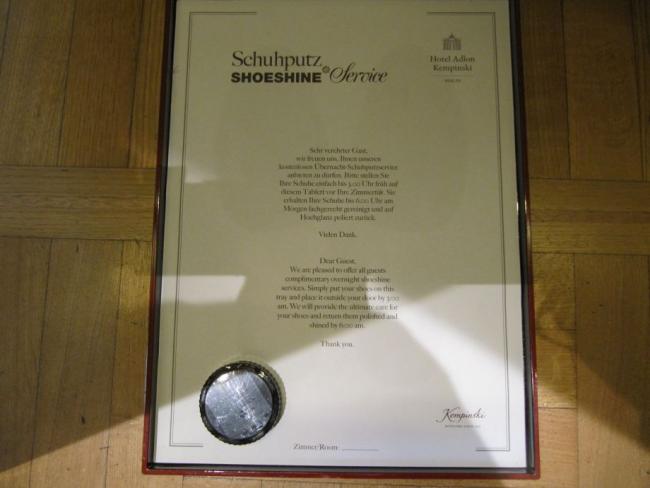 Schuhputz
SHOESHINE Service
Hotel Adlon
Kempinski
BERLIN
Sehr verehrter Gast,
wir freuen uns, Ihnen unseren
kostenlosen Übernacht-Schuhputzservice
anbieten zu dürfen. Bitte stellen Sie
Ihre Schuhe einfach bis 3:00 Uhr früh auf
diesem Tablett vor Ihre Zimmertür. Sie
erhalten Ihre Schuhe bis 6:00 Uhr am
Morgen fachgerecht gereinigt und auf
Hochglanz poliert zurück.
Vielen Dank.
Dear Guest,
We are pleased to offer all guests
complimentary overnight shoeshine
services. Simply put your shoes on this
tray and place it outside your door by 3:00
am. We will provide the ultimate care for
your shoes and return them polished and
shined by 6:00 am.
Thank you.
Kempinski
Zimmer/Room: